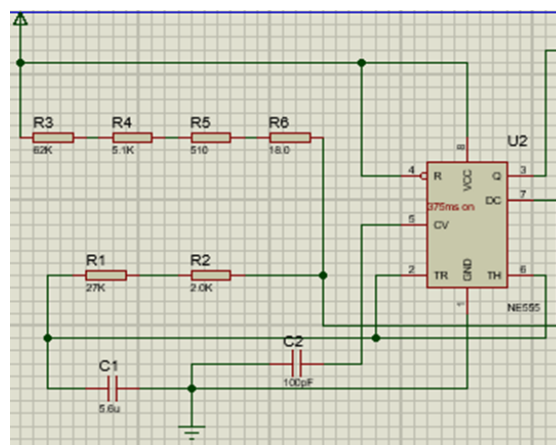 R3 R4 R5 R6
82K 5.1K 510 18.0
U2
8
VCC
4 R Q 3
DC 7
375ms on
5 CV
2 TR GND TH 6
1
NE555
R1 R2
27K 2.0K
C1
5.6u
C2
100pF